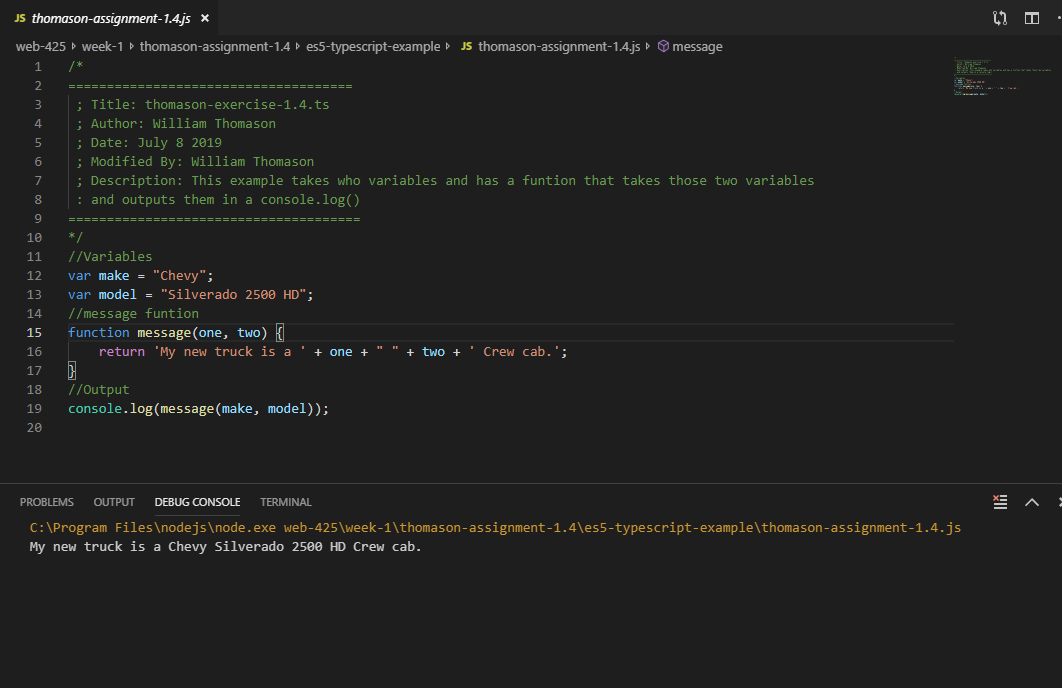 JS thomason-assignment-1.4.js ×
web-425 › week-1 › thomason-assignment-1.4 › es5-typescript-example › JS thomason-assignment-1.4.js › message
1 /*
2 =====================================
3 ; Title: thomason-exercise-1.4.ts
4 ; Author: William Thomason
5 ; Date: July 8 2019
6 ; Modified By: William Thomason
7 ; Description: This example takes who variables and has a funtion that takes those two variables
8 : and outputs them in a console.log()
9 ======================================
10 */
11 //Variables
12 var make = "Chevy";
13 var model = "Silverado 2500 HD";
14 //message funtion
15 function message(one, two) {
16 return 'My new truck is a ' + one + " " + two + ' Crew cab.';
17 }
18 //Output
19 console.log(message(make, model));
20
PROBLEMS OUTPUT DEBUG CONSOLE TERMINAL
C:\Program Files\nodejs\node.exe web-425\week-1\thomason-assignment-1.4\es5-typescript-example\thomason-assignment-1.4.js
My new truck is a Chevy Silverado 2500 HD Crew cab.